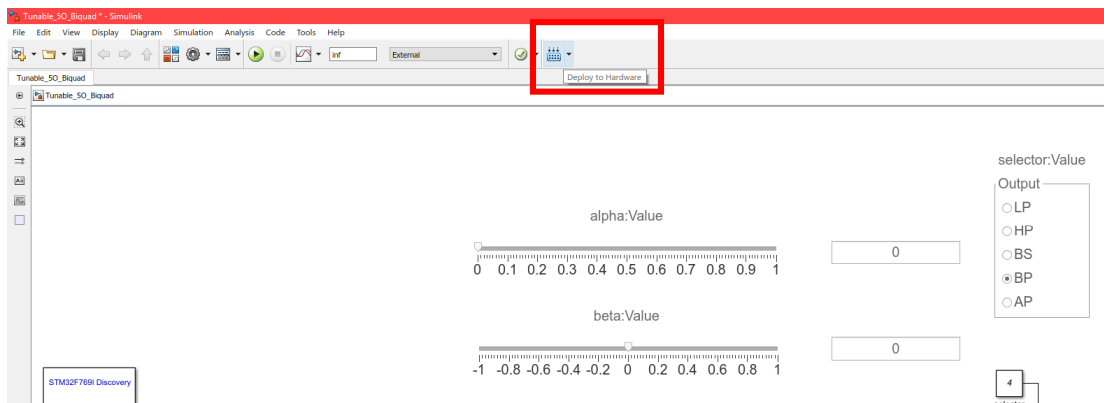 Tunable_5O_Biquad * - Simulink
File Edit View Display Diagram Simulation Analysis Code Tools Help
inf External
Deploy to Hardware
Tunable_5O_Biquad
Tunable_5O_Biquad
selector:Value
Output
LP
HP
BS
BP
AP
alpha:Value
0
0 0.1 0.2 0.3 0.4 0.5 0.6 0.7 0.8 0.9 1
beta:Value
0
-1 -0.8 -0.6 -0.4 -0.2 0 0.2 0.4 0.6 0.8 1
STM32F769I Discovery
4